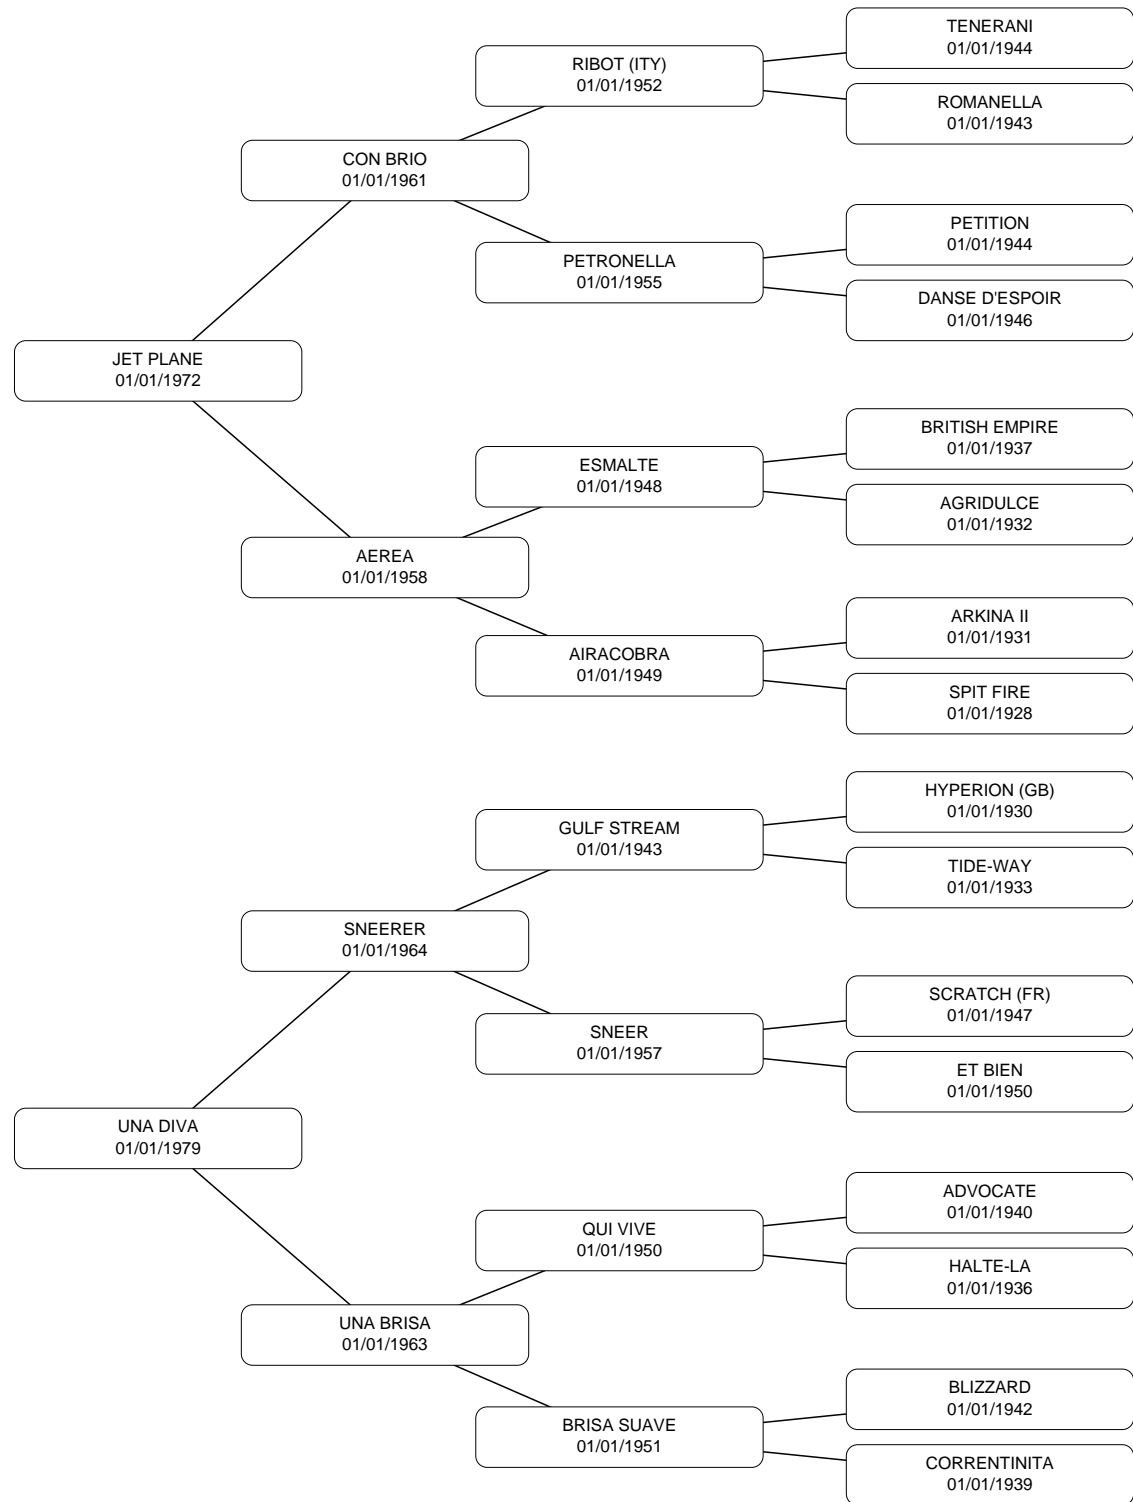 TENERANI
01/01/1944
RIBOT (ITY)
01/01/1952
ROMANELLA
01/01/1943
CON BRIO
01/01/1961
PETITION
01/01/1944
PETRONELLA
01/01/1955
DANSE D'ESPOIR
01/01/1946
JET PLANE
01/01/1972
BRITISH EMPIRE
01/01/1937
ESMALTE
01/01/1948
AGRIDULCE
01/01/1932
AEREA
01/01/1958
ARKINA II
01/01/1931
AIRACOBRA
01/01/1949
SPIT FIRE
01/01/1928
HYPERION (GB)
01/01/1930
GULF STREAM
01/01/1943
TIDE-WAY
01/01/1933
SNEERER
01/01/1964
SCRATCH (FR)
01/01/1947
SNEER
01/01/1957
ET BIEN
01/01/1950
UNA DIVA
01/01/1979
ADVOCATE
01/01/1940
QUI VIVE
01/01/1950
HALTE-LA
01/01/1936
UNA BRISA
01/01/1963
BLIZZARD
01/01/1942
BRISA SUAVE
01/01/1951
CORRENTINITA
01/01/1939